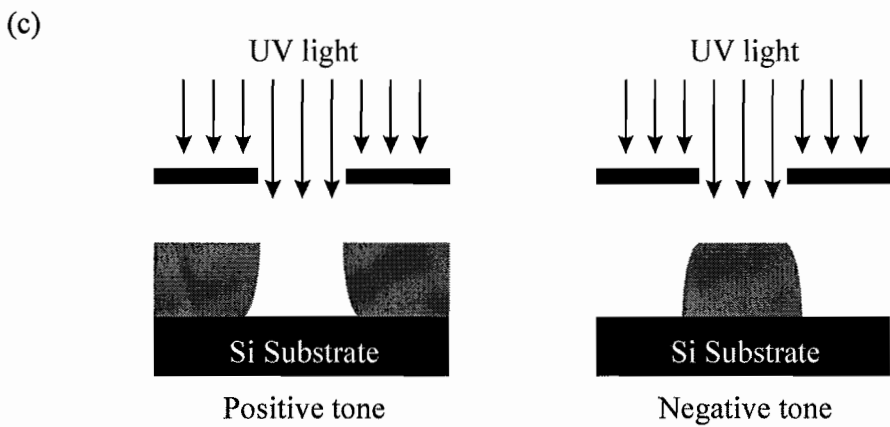 (c)
UV light UV light
Si Substrate Si Substrate
Positive tone Negative tone